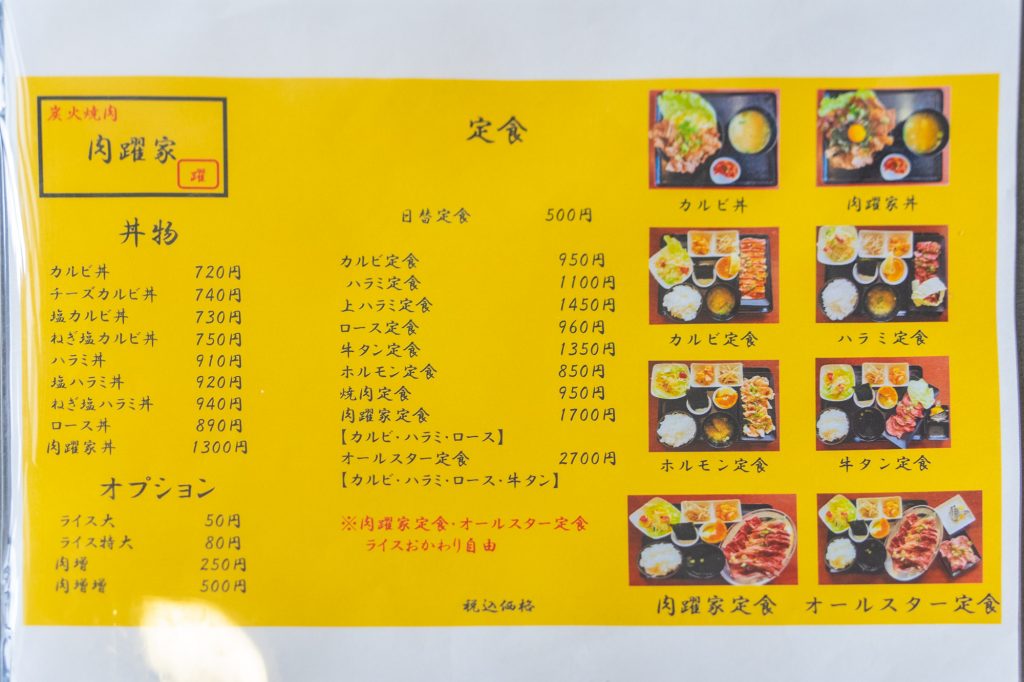 炭火焼肉
肉躍家
躍
丼物
カルビ丼 720円
チーズカルビ丼 740円
塩カルビ丼 730円
ねぎ塩カルビ丼 750円
ハラミ丼 910円
塩ハラミ丼 920円
ねぎ塩ハラミ丼 940円
ロース丼 890円
肉躍家丼 1300円
オプション
ライス大 50円
ライス特大 80円
肉増 250円
肉増増 500円
定食
日替定食 500円
カルビ定食 950円
ハラミ定食 1100円
上ハラミ定食 1450円
ロース定食 960円
牛タン定食 1350円
ホルモン定食 850円
焼肉定食 950円
肉躍家定食 1700円
【カルビ・ハラミ・ロース】
オールスター定食 2700円
【カルビ・ハラミ・ロース・牛タン】
※肉躍家定食・オールスター定食
ライスおかわり自由
税込価格
カルビ丼 肉躍家丼
カルビ定食 ハラミ定食
ホルモン定食 牛タン定食
肉躍家定食 オールスター定食